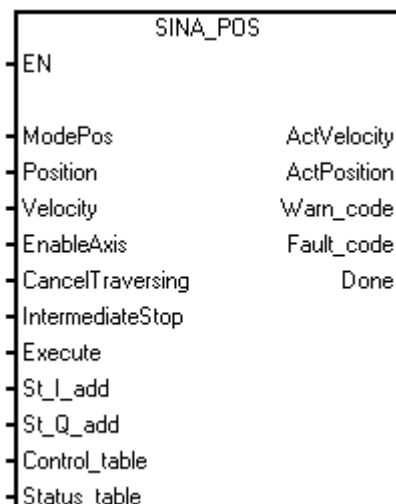 SINA_POS
EN
ModePos ActVelocity
Position ActPosition
Velocity Warn_code
EnableAxis Fault_code
CancelTraversing Done
IntermediateStop
Execute
St_I_add
St_Q_add
Control_table
Status_table